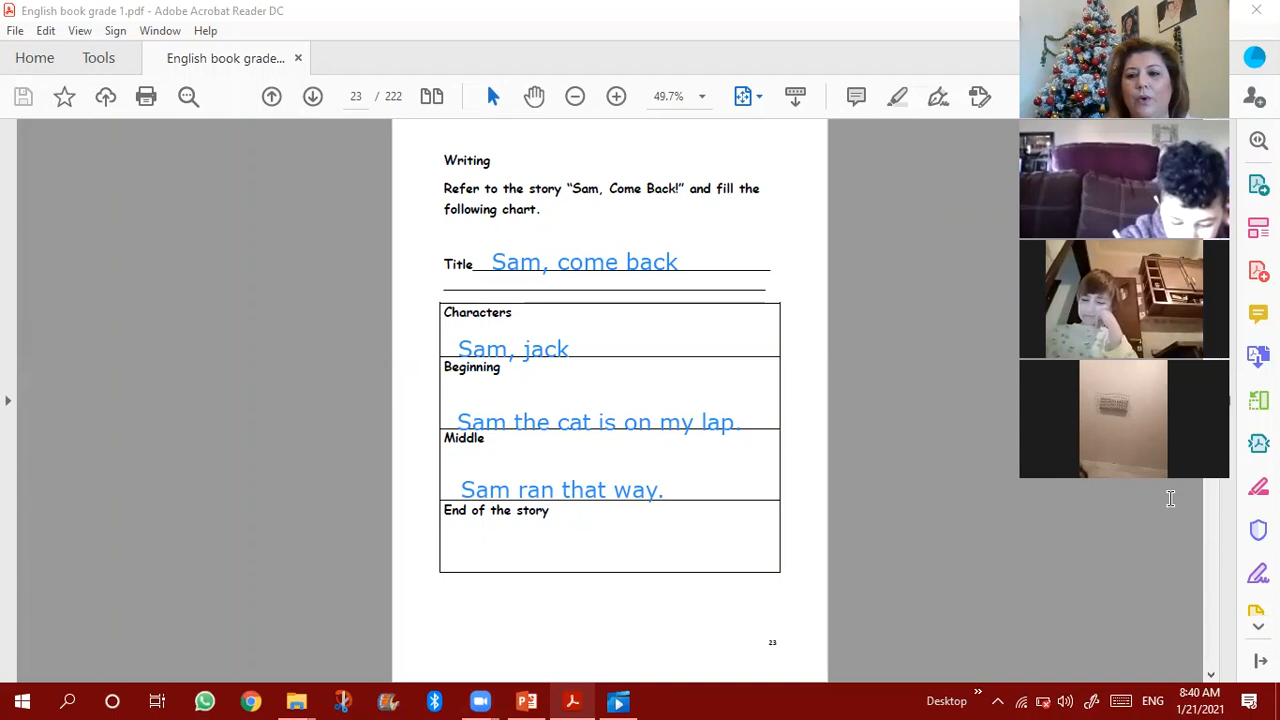 English book grade 1.pdf - Adobe Acrobat Reader DC
File Edit View Sign Window Help
Home Tools English book grade... ×
23 / 222 49.7%
Writing
Refer to the story “Sam, Come Back!” and fill the
following chart.
Title Sam, come back
Characters
Sam, jack
Beginning
Sam the cat is on my lap.
Middle
Sam ran that way.
End of the story
23
Desktop » ENG 8:40 AM
1/21/2021